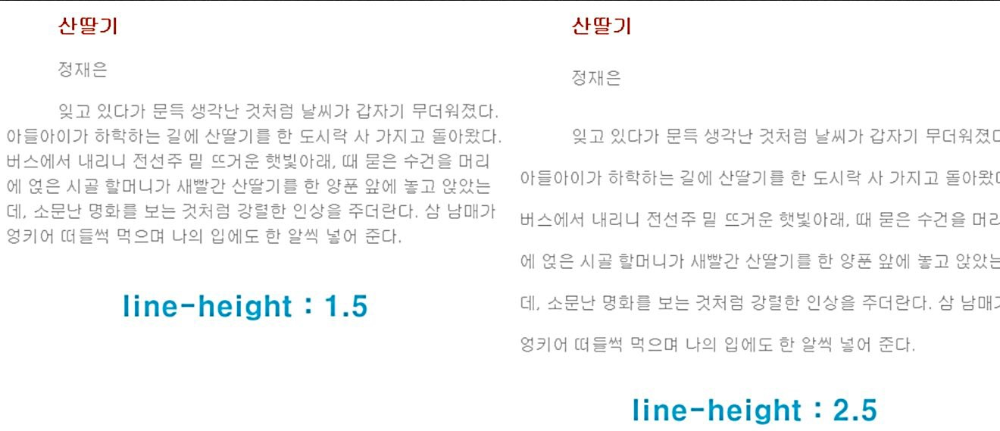 산딸기
정재은
잊고 있다가 문득 생각난 것처럼 날씨가 갑자기 무더워졌다.
아들아이가 하학하는 길에 산딸기를 한 도시락 사 가지고 돌아왔다.
버스에서 내리니 전선주 밑 뜨거운 햇빛아래, 때 묻은 수건을 머리
에 얹은 시골 할머니가 새빨간 산딸기를 한 양푼 앞에 놓고 앉았는
데, 소문난 명화를 보는 것처럼 강렬한 인상을 주더란다. 삼 남매가
엉키어 떠들썩 먹으며 나의 입에도 한 알씩 넣어 준다.
line-height : 1.5
산딸기
정재은
잊고 있다가 문득 생각난 것처럼 날씨가 갑자기 무더워졌다
아들아이가 하학하는 길에 산딸기를 한 도시락 사 가지고 돌아왔다
버스에서 내리니 전선주 밑 뜨거운 햇빛아래, 때 묻은 수건을 머리
에 얹은 시골 할머니가 새빨간 산딸기를 한 양푼 앞에 놓고 앉았는
데, 소문난 명화를 보는 것처럼 강렬한 인상을 주더란다. 삼 남매가
엉키어 떠들썩 먹으며 나의 입에도 한 알씩 넣어 준다.
line-height : 2.5